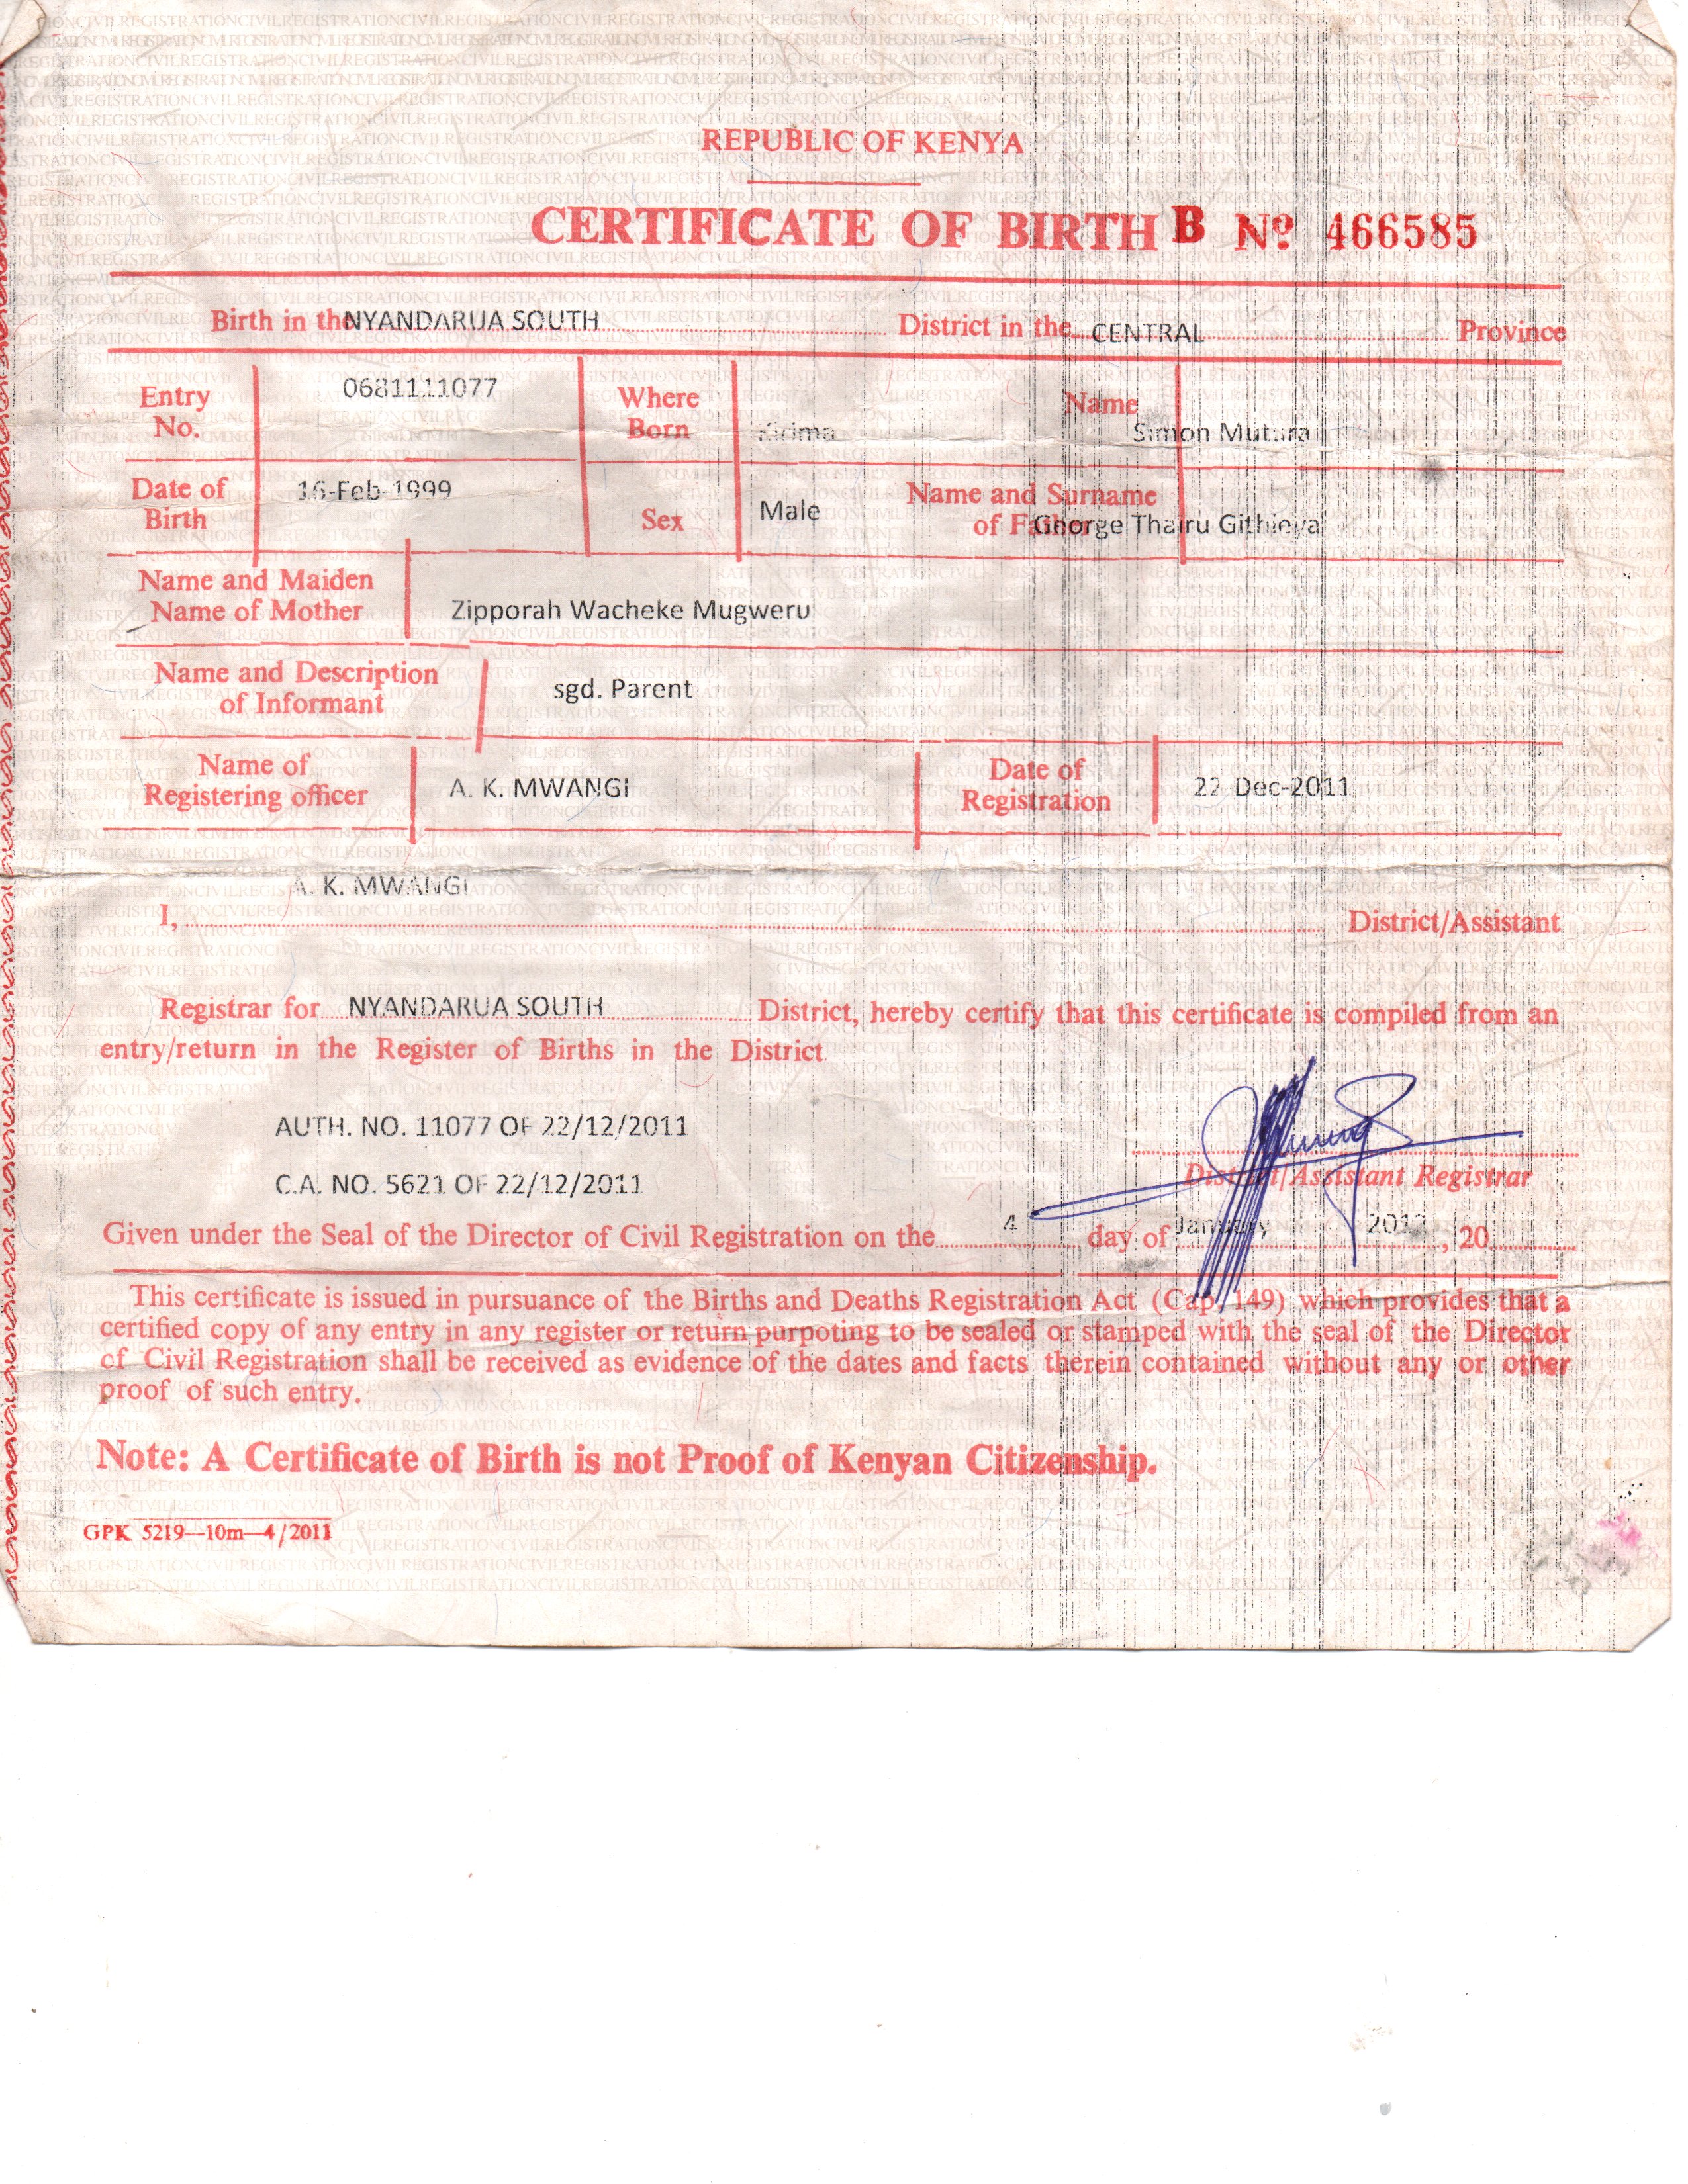 REPUBLIC OF KENYA
CERTIFICATE OF BIRTH B Nº 466585
Birth in the NYANDARUA SOUTH District in the CENTRAL Province
Entry No. 0681111077 Where Born Kirima Name Simon Mutura
Date of Birth 16-Feb-1999 Sex Male Name and Surname of Father George Thairu
Name and Maiden Name of Mother Zipporah Wacheke Mugweru
Name and Description of Informant sgd. Parent
Name of Registering officer A. K. MWANGI Date of Registration 22-Dec-2011
I, A. K. MWANGI District/Assistant
Registrar for NYANDARUA SOUTH District, hereby certify that this certificate is compiled from an
entry/return in the Register of Births in the District.
AUTH. NO. 11077 OF 22/12/2011
C.A. NO. 5621 OF 22/12/2011
District/Assistant Registrar
Given under the Seal of the Director of Civil Registration on the 4 day of January , 20
This certificate is issued in pursuance of the Births and Deaths Registration Act (Cap. 149) which provides that a
certified copy of any entry in any register or return purpoting to be sealed or stamped with the seal of the Director
of Civil Registration shall be received as evidence of the dates and facts therein contained without any or other
proof of such entry.
Note: A Certificate of Birth is not Proof of Kenyan Citizenship.
GPK 5219—10m—4/2011